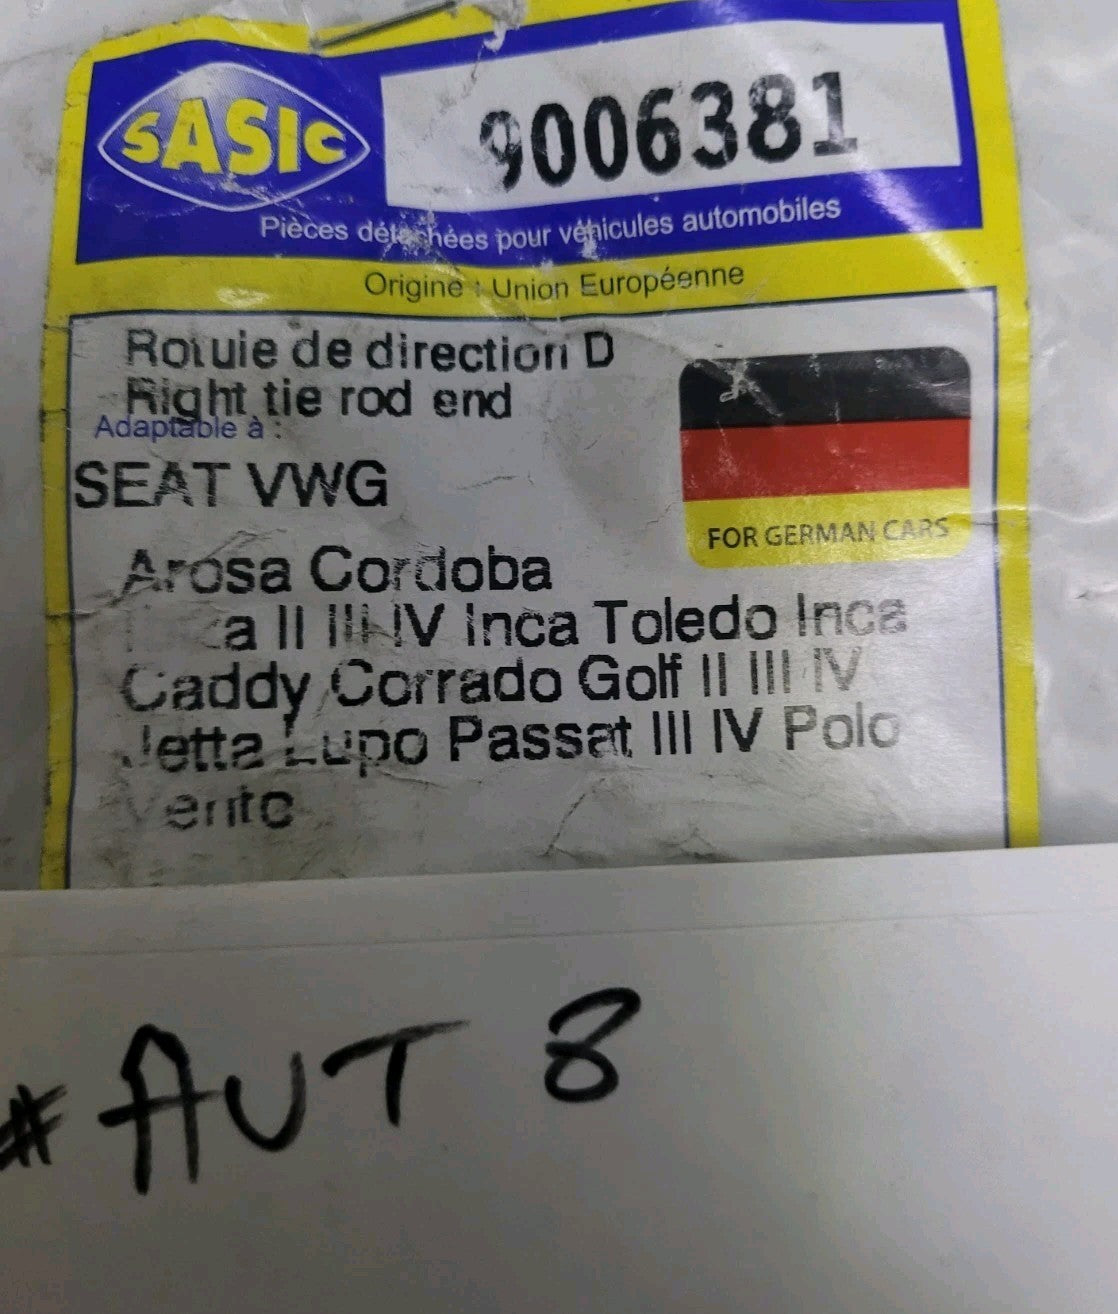 SASIC
9006381
Pièces détachées pour véhicules automobiles
Origine : Union Européenne
Rotule de direction D
Right tie rod end
Adaptable à :
SEAT VWG
FOR GERMAN CARS
Arosa Cordoba
II III IV Inca Toledo Inca
Caddy Corrado Golf II III IV
Jetta Lupo Passat III IV Polo
Vento
#AUT 8